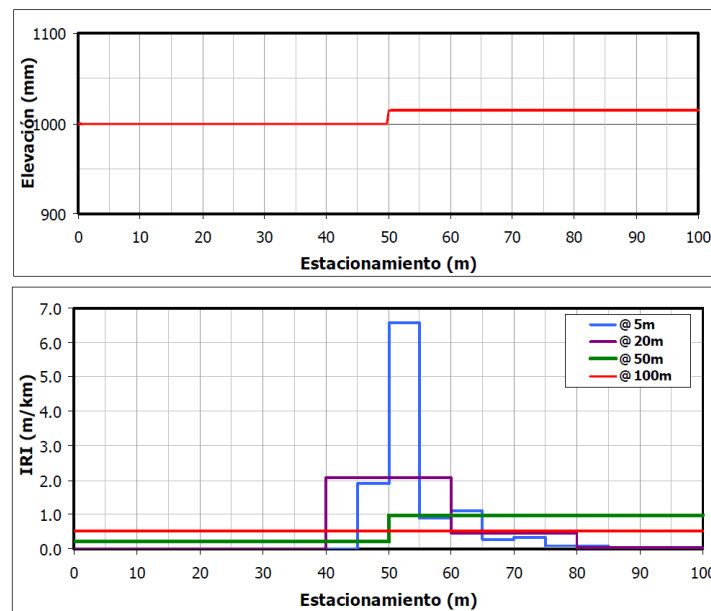 1100
1000
900
Elevación (mm)
0 10 20 30 40 50 60 70 80 90 100
Estacionamiento (m)
7.0
6.0
5.0
4.0
3.0
2.0
1.0
0.0
IRI (m/km)
@ 5m
@ 20m
@ 50m
@ 100m
0 10 20 30 40 50 60 70 80 90 100
Estacionamiento (m)